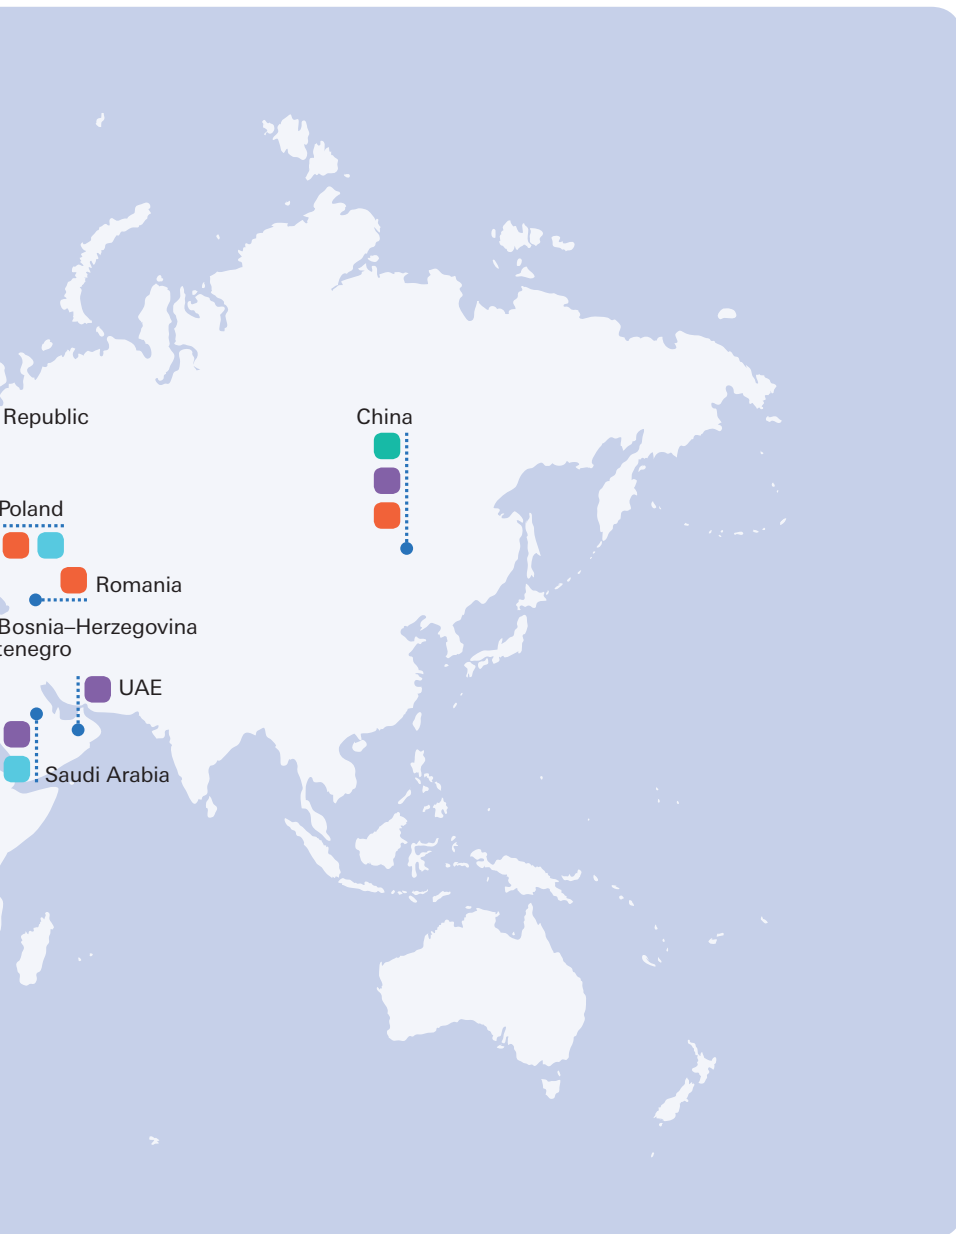 Republic
China
Poland
Romania
Bosnia–Herzegovina
tenegro
UAE
Saudi Arabia